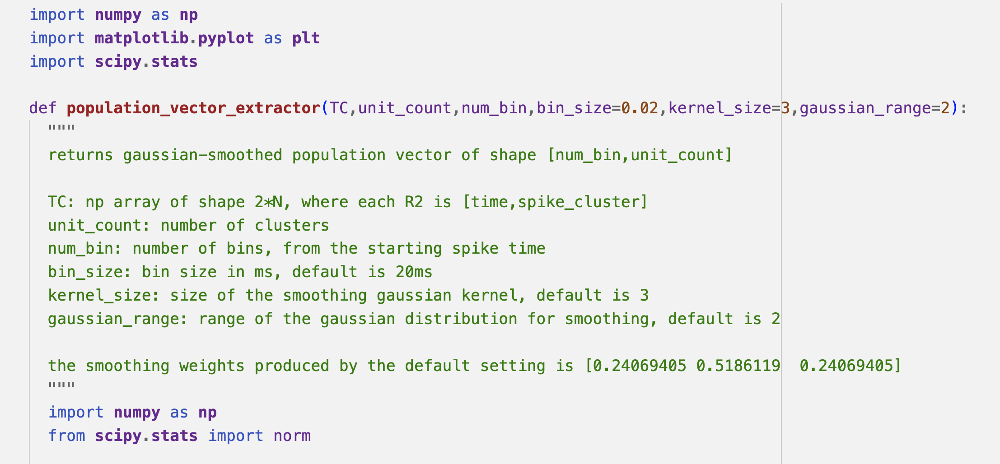 import numpy as np
import matplotlib.pyplot as plt
import scipy.stats
def population_vector_extractor(TC,unit_count,num_bin,bin_size=0.02,kernel_size=3,gaussian_range=2):
"""
returns gaussian-smoothed population vector of shape [num_bin,unit_count]
TC: np array of shape 2*N, where each R2 is [time,spike_cluster]
unit_count: number of clusters
num_bin: number of bins, from the starting spike time
bin_size: bin size in ms, default is 20ms
kernel_size: size of the smoothing gaussian kernel, default is 3
gaussian_range: range of the gaussian distribution for smoothing, default is 2
the smoothing weights produced by the default setting is [0.24069405 0.5186119  0.24069405]
"""
import numpy as np
from scipy.stats import norm